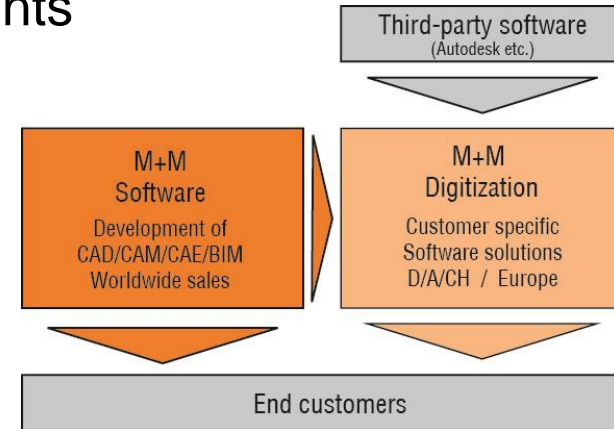 Third-party software
(Autodesk etc.)
M+M
Software
Development of
CAD/CAM/CAE/BIM
Worldwide sales
M+M
Digitization
Customer specific
Software solutions
D/A/CH / Europe
End customers